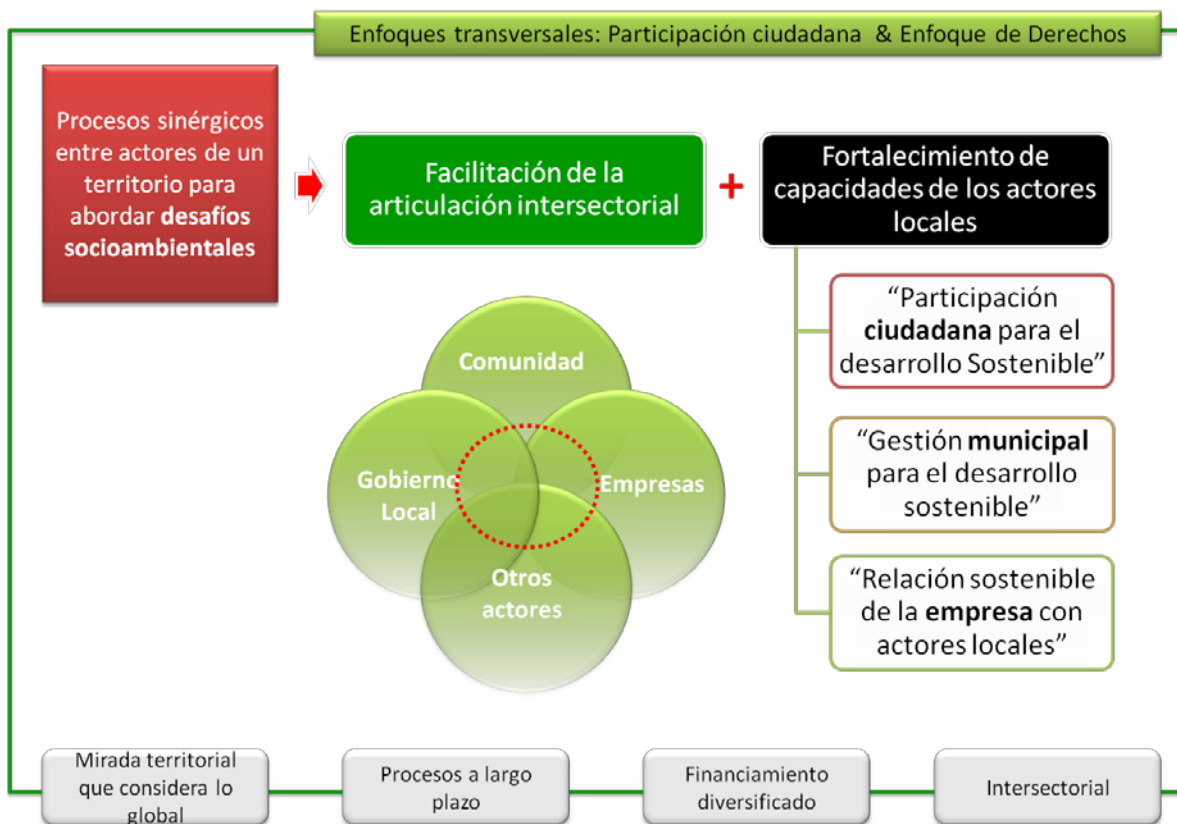 Enfoques transversales: Participación ciudadana & Enfoque de Derechos
Procesos sinérgicos
entre actores de un
territorio para
abordar desafíos
socioambientales
Facilitación de la
articulación intersectorial
+
Fortalecimiento de
capacidades de los actores
locales
Comunidad
Gobierno
Local
Empresas
Otros
actores
“Participación
ciudadana para el
desarrollo Sostenible”
“Gestión municipal
para el desarrollo
sostenible”
“Relación sostenible
de la empresa con
actores locales”
Mirada territorial
que considera lo
global
Procesos a largo
plazo
Financiamiento
diversificado
Intersectorial